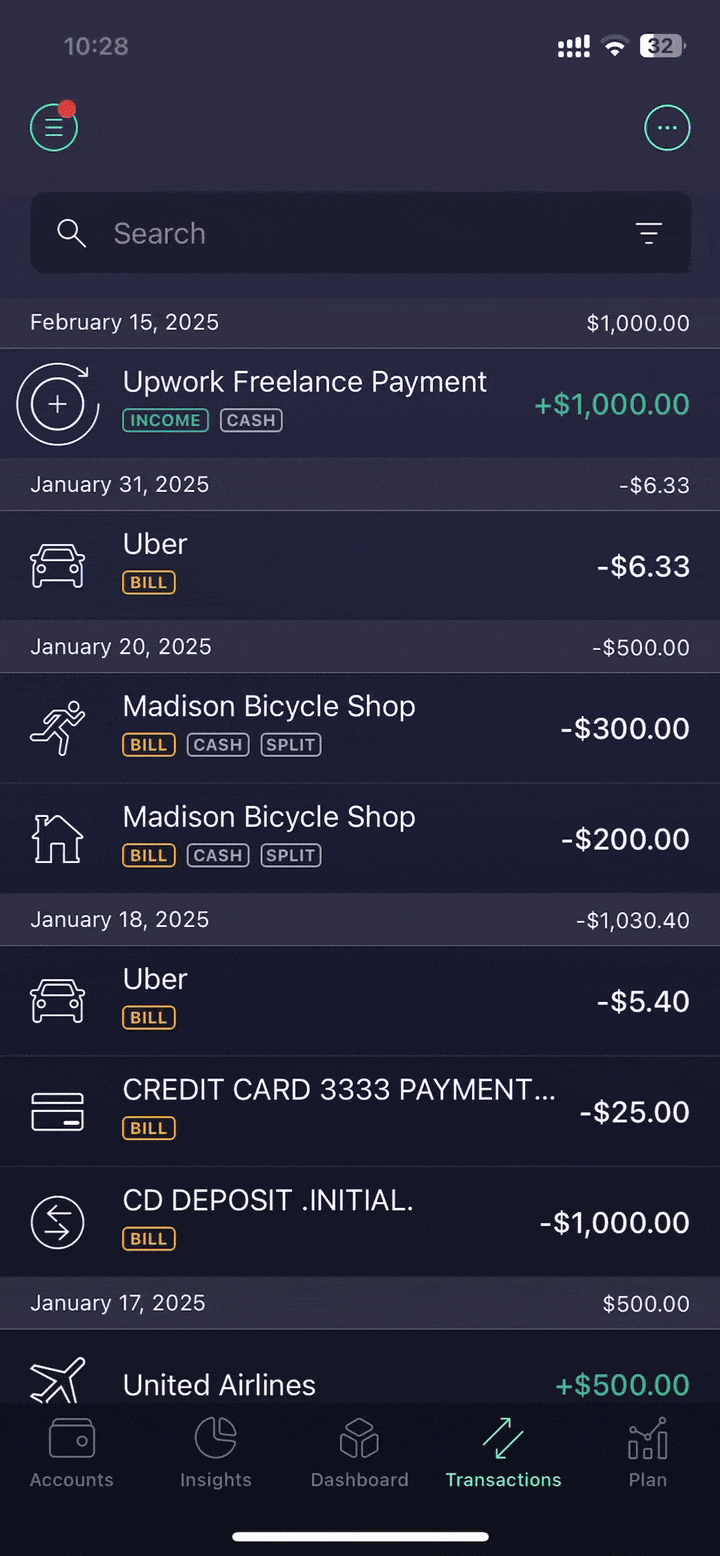 10:28
32
Search
February 15, 2025 $1,000.00
Upwork Freelance Payment
+$1,000.00
INCOME CASH
January 31, 2025 -$6.33
Uber
-$6.33
BILL
January 20, 2025 -$500.00
Madison Bicycle Shop
-$300.00
BILL CASH SPLIT
Madison Bicycle Shop
-$200.00
BILL CASH SPLIT
January 18, 2025 -$1,030.40
Uber
-$5.40
BILL
CREDIT CARD 3333 PAYMENT...
-$25.00
BILL
CD DEPOSIT .INITIAL.
-$1,000.00
BILL
January 17, 2025 $500.00
United Airlines +$500.00
Accounts Insights Dashboard Transactions Plan